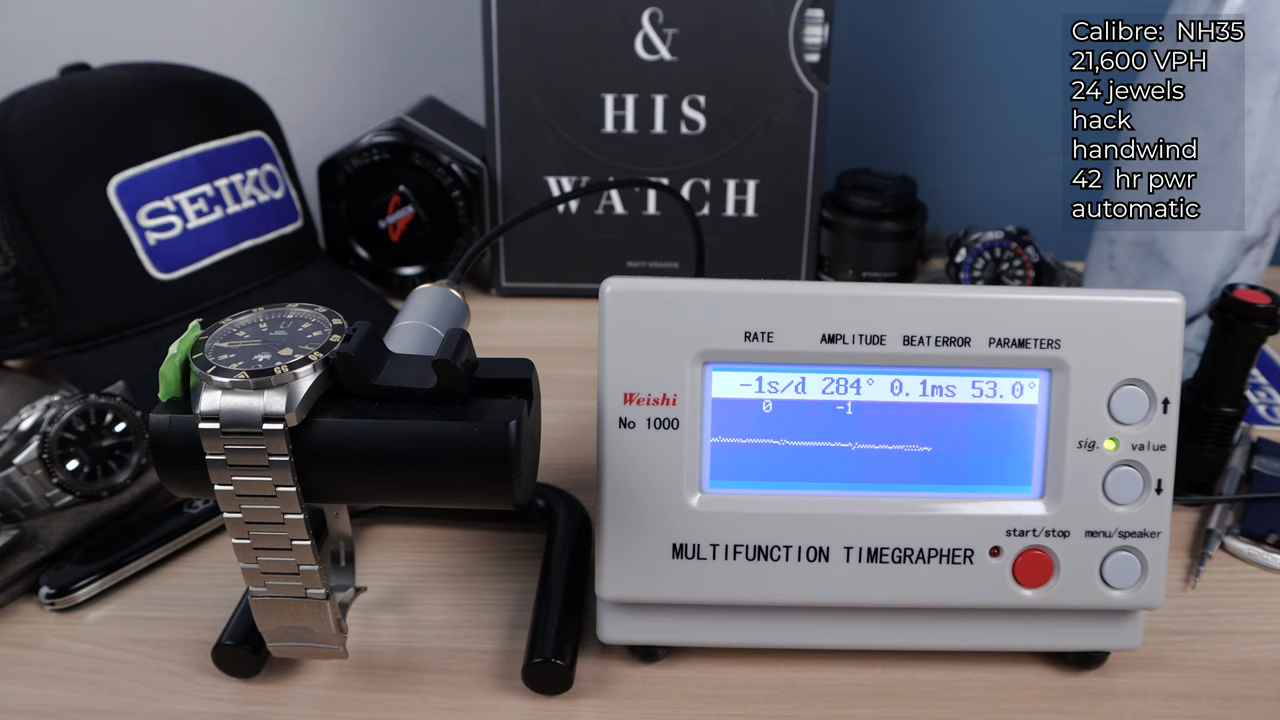 Calibre: NH35
21,600 VPH
24 jewels
hack
handwind
42 hr pwr
automatic
&
HIS
WATCH
SEIKO
RATE AMPLITUDE BEAT ERROR PARAMETERS
-1s/d 284° 0.1ms 53.0°
0 -1
Weishi
No 1000
sig. value
start/stop menu/speaker
MULTIFUNCTION TIMEGRAPHER